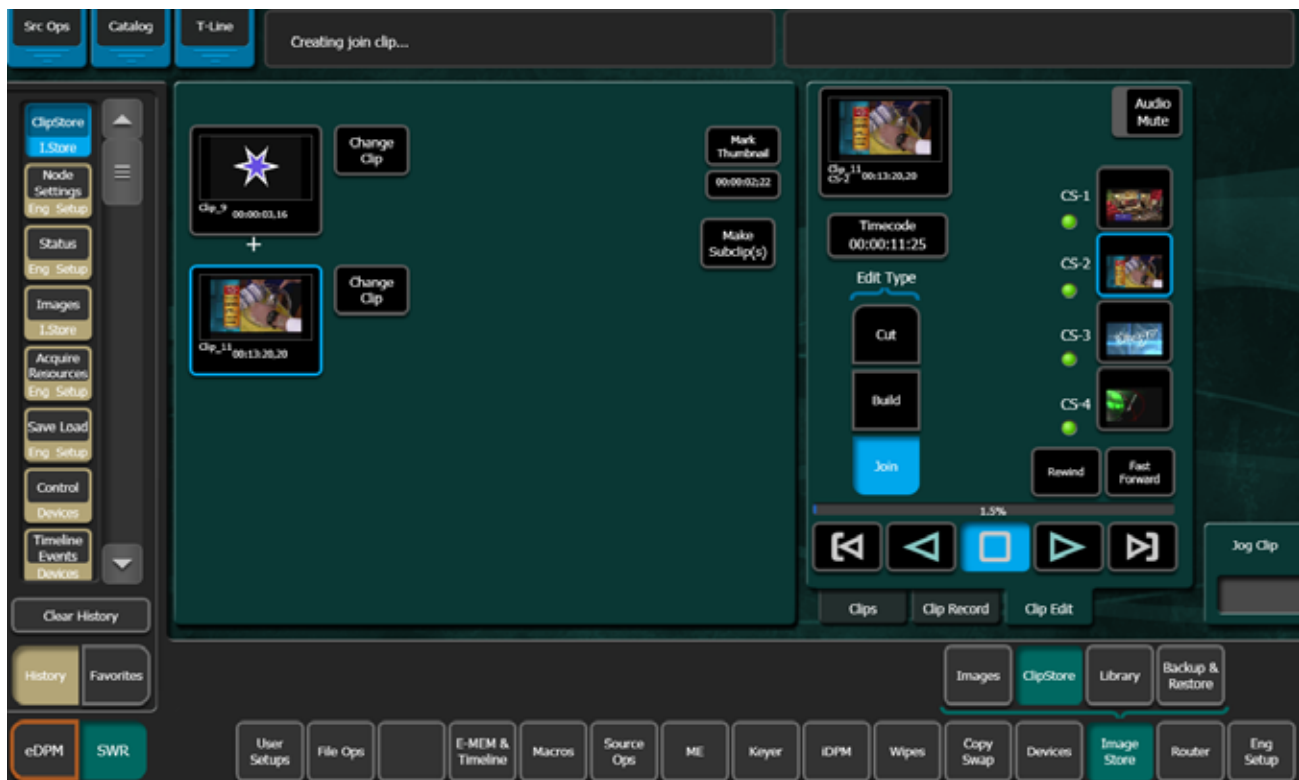 Src Ops
Catalog
T-Line
Creating join clip...
ClipStore
I.Store
Node
Settings
Eng Setup
Status
Eng Setup
Images
I.Store
Acquire
Resources
Eng Setup
Save Load
Eng Setup
Control
Devices
Timeline
Events
Devices
Clear History
History
Favorites
eDPM
SWR
Clip_9 00:00:03,16
Change
Clip
+
Clip_11 00:13:20,20
Change
Clip
Mark
Thumbnail
00:00:02;22
Make
Subclip(s)
Clip_11
CS-2 00:13:20,20
Audio
Mute
Timecode
00:00:11:25
Edit Type
Cut
Build
Join
CS-1
CS-2
CS-3
CS-4
Rewind
Fast
Forward
1.5%
Jog Clip
Clips
Clip Record
Clip Edit
Images
ClipStore
Library
Backup &
Restore
User
Setups
File Ops
E-MEM &
Timeline
Macros
Source
Ops
ME
Keyer
iDPM
Wipes
Copy
Swap
Devices
Image
Store
Router
Eng
Setup